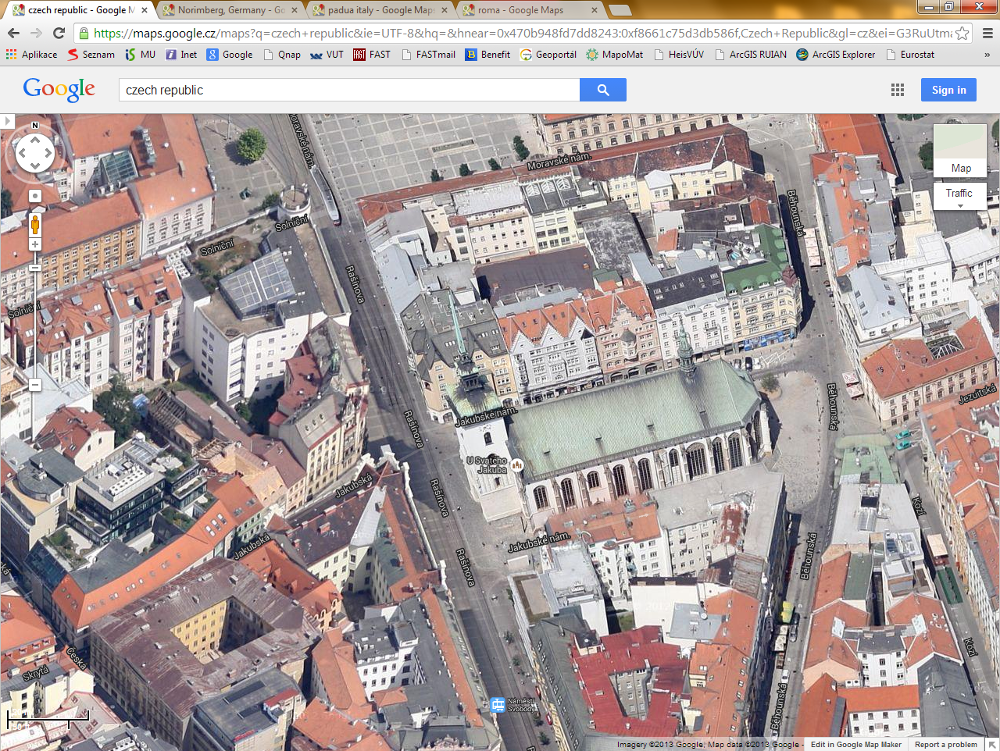 czech republic - Google M
Norimberg, Germany - Go
padua italy - Google Maps
roma - Google Maps
https://maps.google.cz/maps?q=czech+republic&ie=UTF-8&hq=&hnear=0x470b948fd7dd8243:0xf8661c75d3db586f,Czech+Republic&gl=cz&ei=G3RuUtm
Aplikace
Seznam
MU
Inet
Google
Qnap
VUT
FAST
FASTmail
Benefit
Geoportál
MapoMat
HeisVÚV
ArcGIS RUIAN
ArcGIS Explorer
Eurostat
»
Google
czech republic
Sign in
N
Map
Traffic
Moravské nám.
Moravské nám.
Běhounská
Solniční
Solniční
Rašínova
Solniční
Běhounská
Jezuitská
Rašínova
Jakubské nám.
U Svatého
Jakuba
Jakubská
Rašínova
Kozí
Jakubská
Jakubské nám.
Běhounská
Rašínova
Kozí
Česká
Skrytá
Běhounská
Náměstí
Svobody
Imagery ©2013 Google, Map data ©2013 Google -
Edit in Google Map Maker
Report a problem